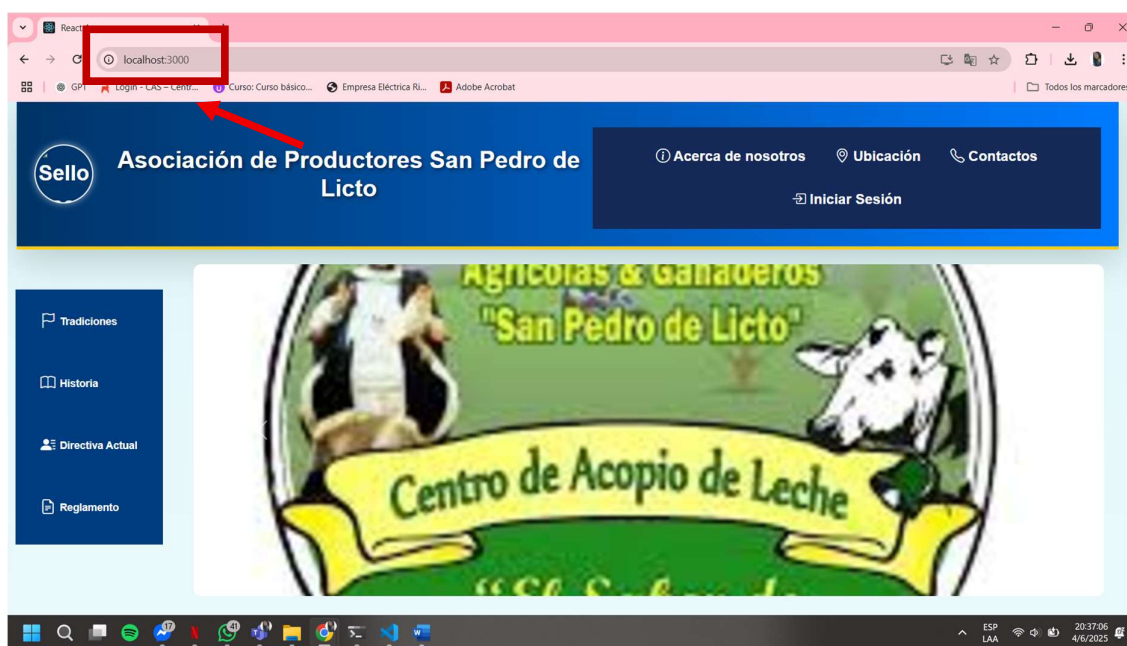 React
localhost:3000
GPT
Login - CAS – Centr...
Curso: Curso básico...
Empresa Eléctrica Ri...
Adobe Acrobat
Todos los marcadores
Sello
Asociación de Productores San Pedro de
Licto
Acerca de nosotros
Ubicación
Contactos
Iniciar Sesión
Tradiciones
Historia
Directiva Actual
Reglamento
Agrícolas & Ganaderos
"San Pedro de Licto"
Centro de Acopio de Leche
17
41
ESP
LAA
20:37:06
4/6/2025